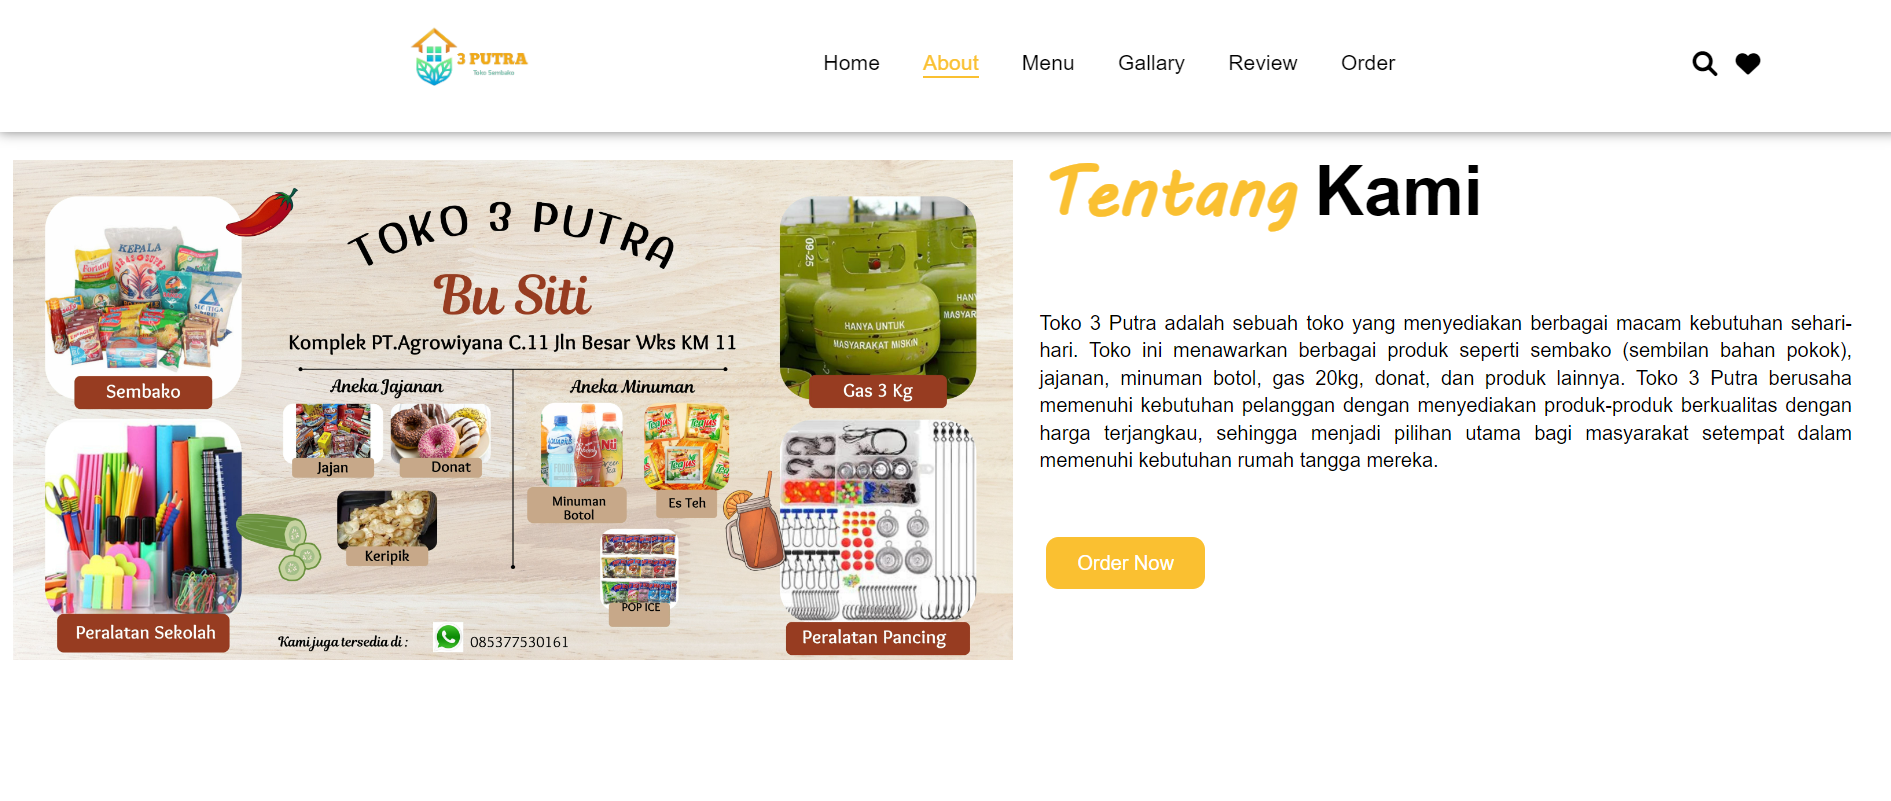 3 PUTRA
Toko Sembako
Home About Menu Gallary Review Order
TOKO 3 PUTRA
Bu Siti
Komplek PT.Agrowiyana C.11 Jln Besar Wks KM 11
Aneka Jajanan
Aneka Minuman
KEPALA
Fortune
Sembako
09-25
HANYA UNTUK
MASYARAKAT MISKIN
HANY
MASYAR
Gas 3 Kg
Jajan
Donat
Keripik
Minuman
Botol
Es Teh
POP ICE
Peralatan Sekolah
Peralatan Pancing
Kami juga tersedia di :
085377530161
Tentang Kami
Toko 3 Putra adalah sebuah toko yang menyediakan berbagai macam kebutuhan sehari-
hari. Toko ini menawarkan berbagai produk seperti sembako (sembilan bahan pokok),
jajanan, minuman botol, gas 20kg, donat, dan produk lainnya. Toko 3 Putra berusaha
memenuhi kebutuhan pelanggan dengan menyediakan produk-produk berkualitas dengan
harga terjangkau, sehingga menjadi pilihan utama bagi masyarakat setempat dalam
memenuhi kebutuhan rumah tangga mereka.
Order Now